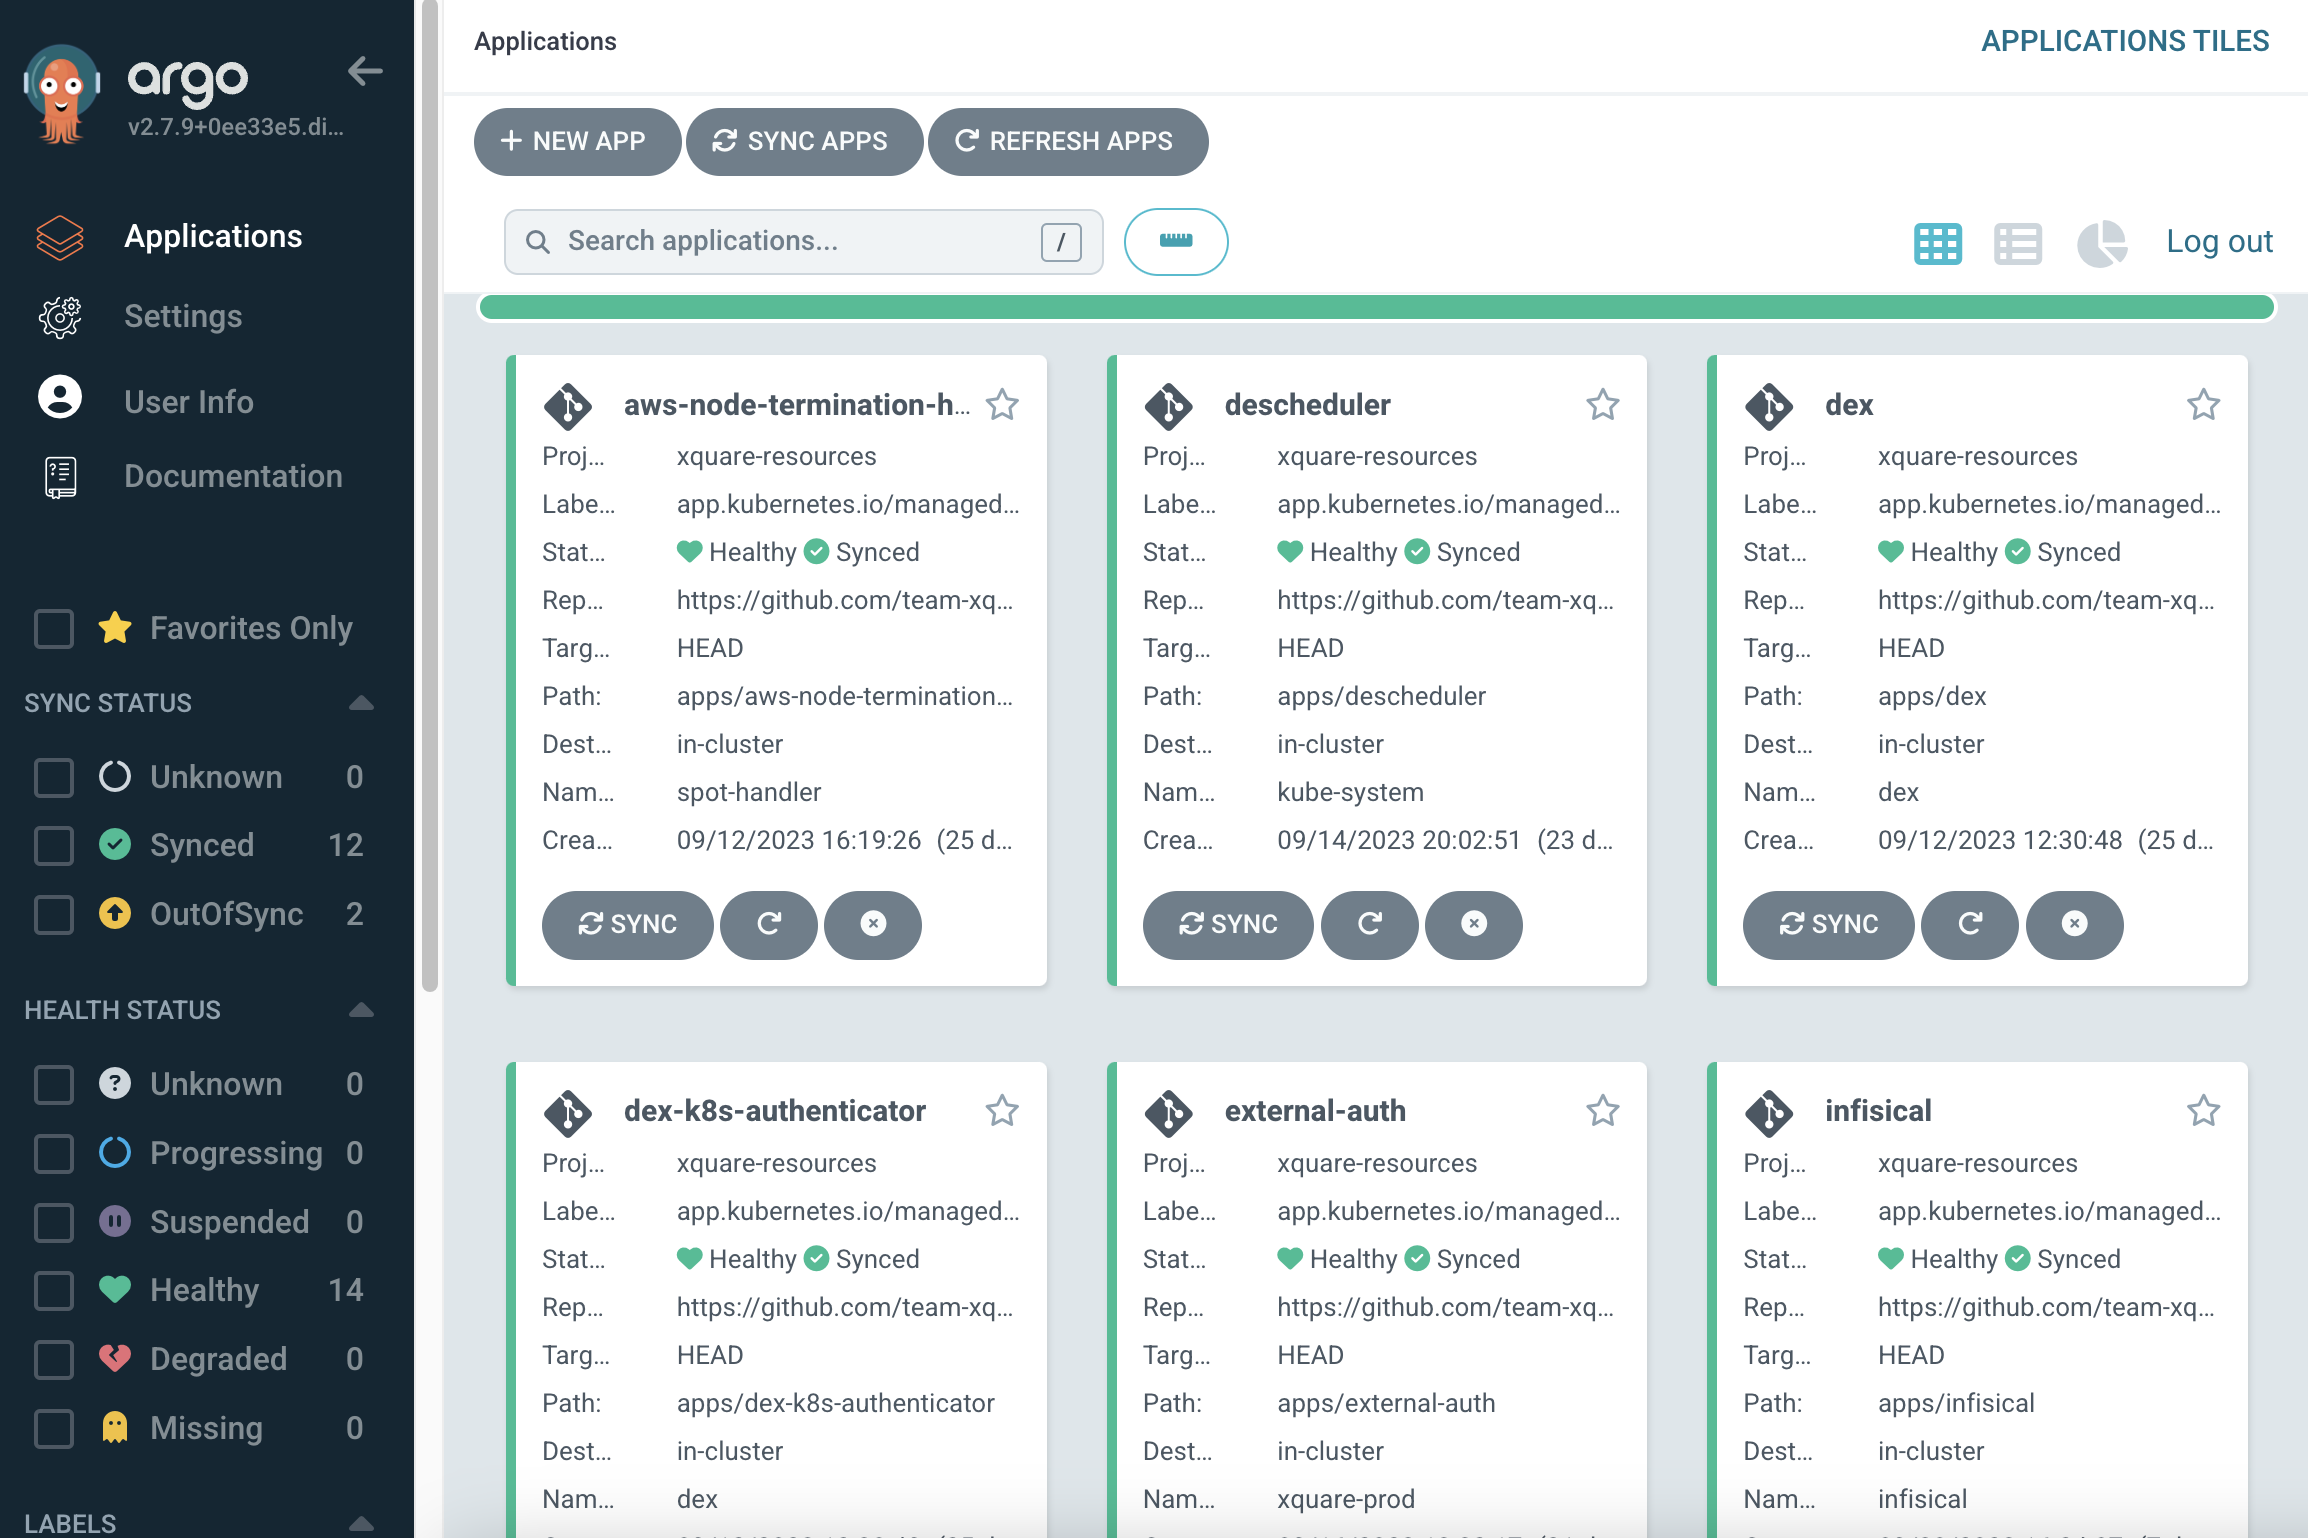 argo
v2.7.9+0ee33e5.di...
Applications
Settings
User Info
Documentation
Favorites Only
SYNC STATUS
Unknown 0
Synced 12
OutOfSync 2
HEALTH STATUS
Unknown 0
Progressing 0
Suspended 0
Healthy 14
Degraded 0
Missing 0
LABELS
Applications
APPLICATIONS TILES
+ NEW APP
SYNC APPS
REFRESH APPS
Search applications...
/
Log out
aws-node-termination-h...
Proj... xquare-resources
Labe... app.kubernetes.io/managed...
Stat... Healthy Synced
Rep... https://github.com/team-xq...
Targ... HEAD
Path: apps/aws-node-termination...
Dest... in-cluster
Nam... spot-handler
Crea... 09/12/2023 16:19:26 (25 d...
SYNC
descheduler
Proj... xquare-resources
Labe... app.kubernetes.io/managed...
Stat... Healthy Synced
Rep... https://github.com/team-xq...
Targ... HEAD
Path: apps/descheduler
Dest... in-cluster
Nam... kube-system
Crea... 09/14/2023 20:02:51 (23 d...
SYNC
dex
Proj... xquare-resources
Labe... app.kubernetes.io/managed...
Stat... Healthy Synced
Rep... https://github.com/team-xq...
Targ... HEAD
Path: apps/dex
Dest... in-cluster
Nam... dex
Crea... 09/12/2023 12:30:48 (25 d...
SYNC
dex-k8s-authenticator
Proj... xquare-resources
Labe... app.kubernetes.io/managed...
Stat... Healthy Synced
Rep... https://github.com/team-xq...
Targ... HEAD
Path: apps/dex-k8s-authenticator
Dest... in-cluster
Nam... dex
external-auth
Proj... xquare-resources
Labe... app.kubernetes.io/managed...
Stat... Healthy Synced
Rep... https://github.com/team-xq...
Targ... HEAD
Path: apps/external-auth
Dest... in-cluster
Nam... xquare-prod
infisical
Proj... xquare-resources
Labe... app.kubernetes.io/managed...
Stat... Healthy Synced
Rep... https://github.com/team-xq...
Targ... HEAD
Path: apps/infisical
Dest... in-cluster
Nam... infisical